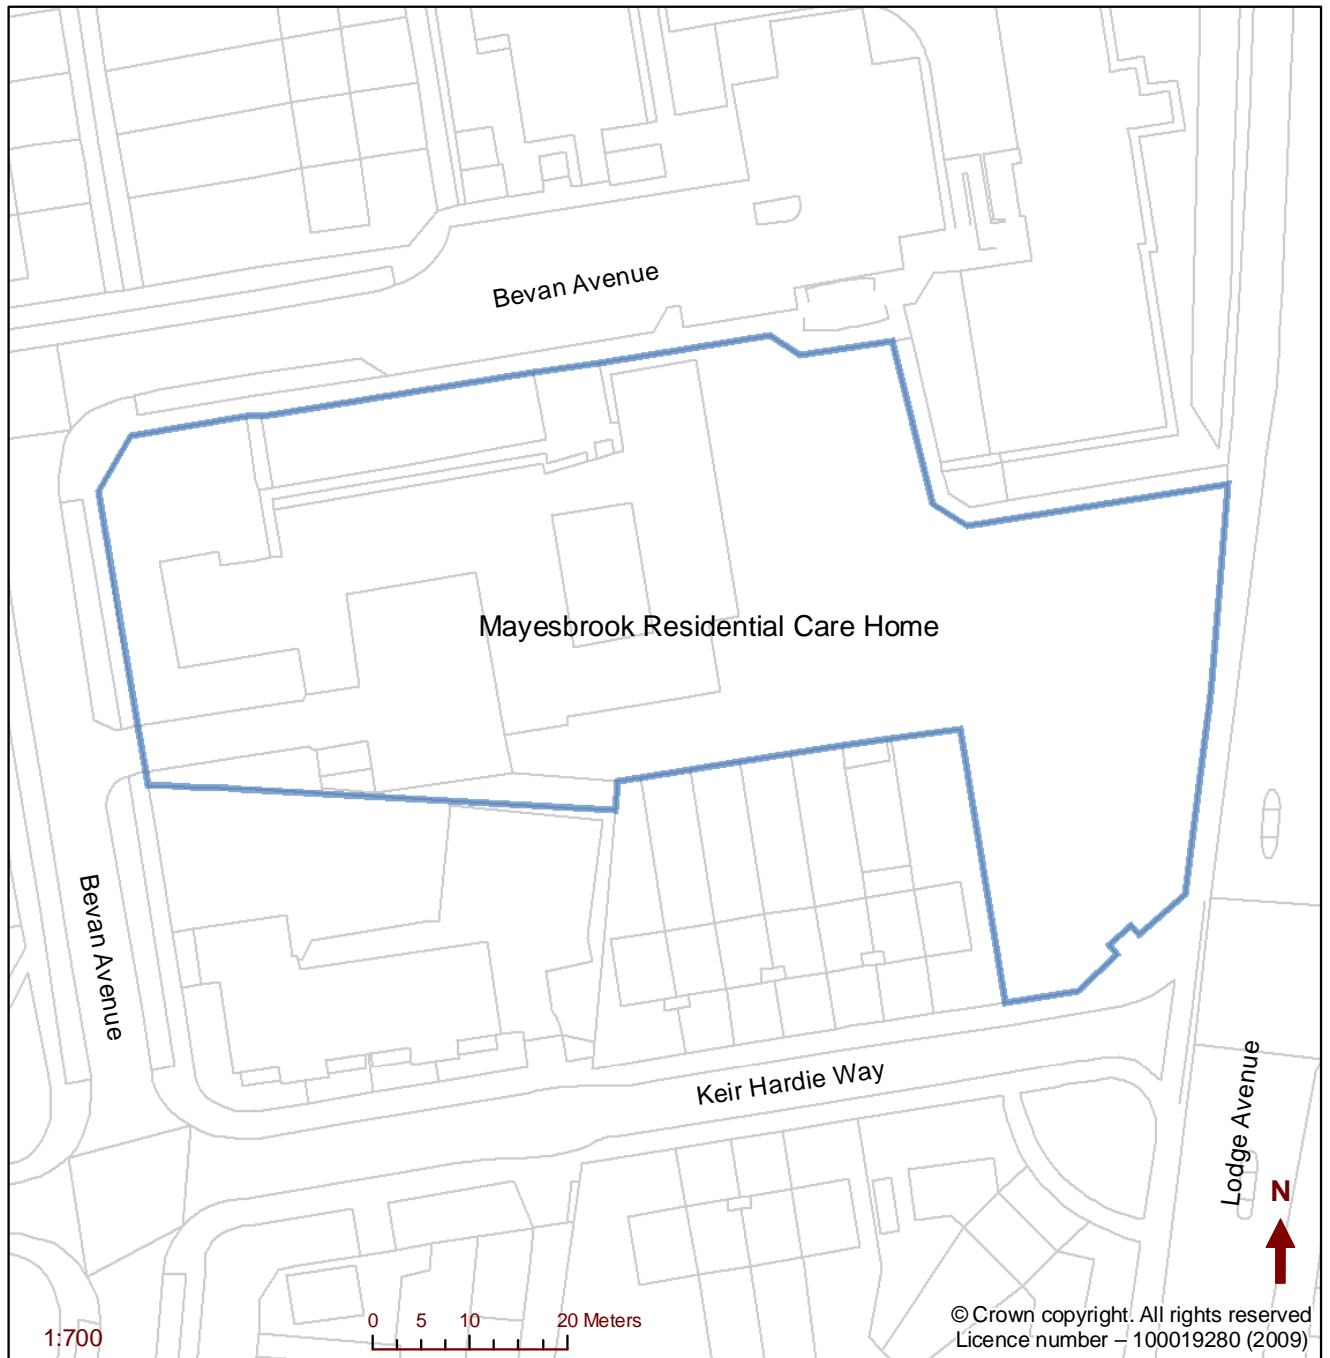 Bevan Avenue
Mayesbrook Residential Care Home
Bevan Avenue
Keir Hardie Way
Lodge Avenue
N
1:700
0 5 10 20 Meters
© Crown copyright. All rights reserved
Licence number – 100019280 (2009)